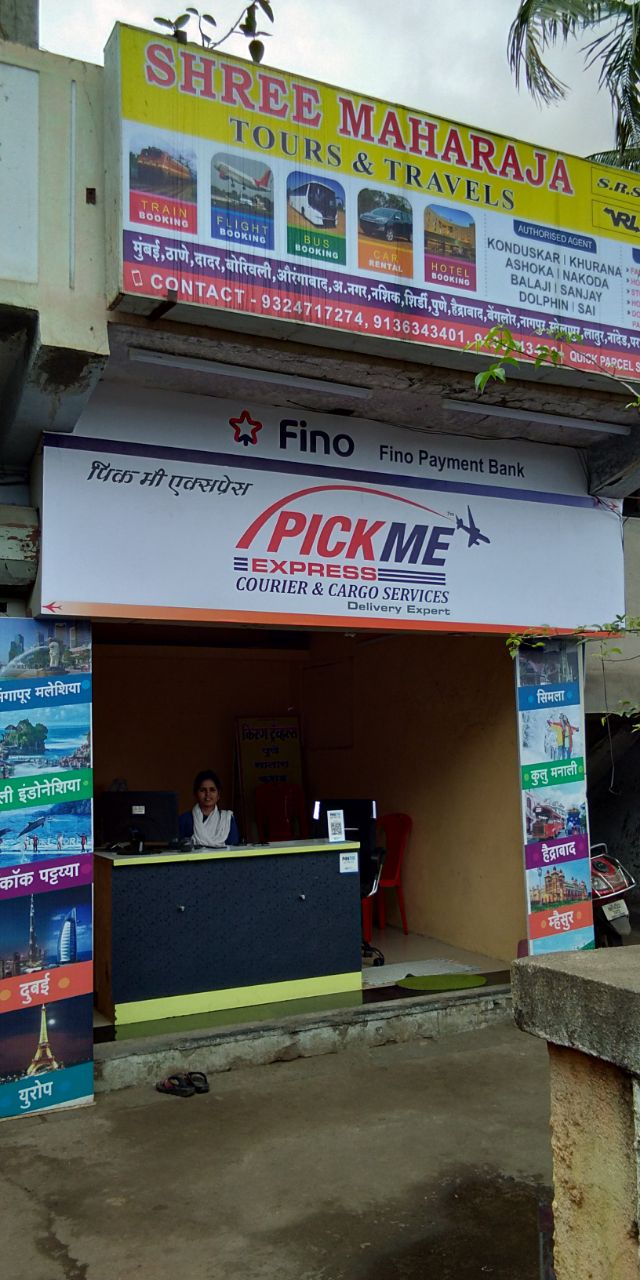 SHREE MAHARAJA
TOURS & TRAVELS
S.R.S
VRL
TRAIN BOOKING
FLIGHT BOOKING
BUS BOOKING
CAR RENTAL
HOTEL BOOKING
AUTHORISED AGENT
KONDUSKAR | KHURANA
ASHOKA | NAKODA
BALAJI | SANJAY
DOLPHIN | SAI
मुंबई,ठाणे,दादर,बोरिवली,औरंगाबाद,अ.नगर,नशिक,शिर्डी,पुणे,हैद्राबाद,बेंगलोर,नागपुर,सोलापुर,लातुर,नांदेड,पर
CONTACT - 9324717274, 9136343401
QUICK PARCEL S
Fino Fino Payment Bank
पिक मी एक्सप्रेस
PICKME
EXPRESS
COURIER & CARGO SERVICES
Delivery Expert
संगापूर मलेशिया
ली इंडोनेशिया
कॉक पट्टय्या
दुबई
युरोप
सिमला
कुलु मनाली
हैद्राबाद
म्हैसुर
पुणे